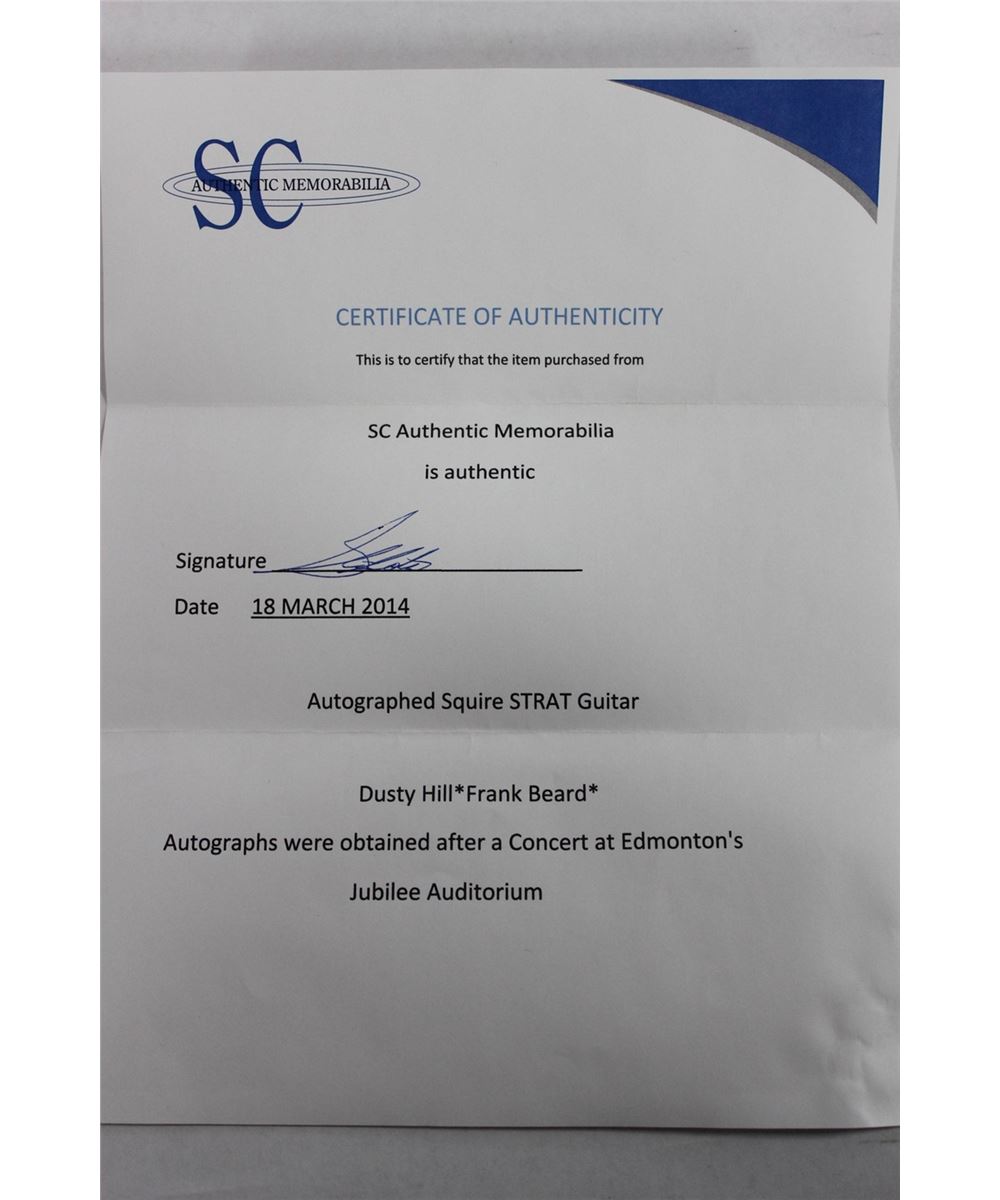 SC
AUTHENTIC MEMORABILIA
CERTIFICATE OF AUTHENTICITY
This is to certify that the item purchased from
SC Authentic Memorabilia
is authentic
Signature
Date 18 MARCH 2014
Autographed Squire STRAT Guitar
Dusty Hill*Frank Beard*
Autographs were obtained after a Concert at Edmonton's
Jubilee Auditorium